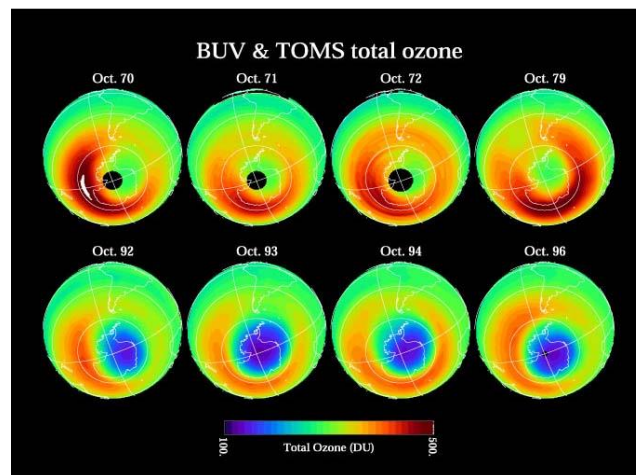 BUV & TOMS total ozone
Oct. 70 Oct. 71 Oct. 72 Oct. 79
Oct. 92 Oct. 93 Oct. 94 Oct. 96
100. 500.
Total Ozone (DU)